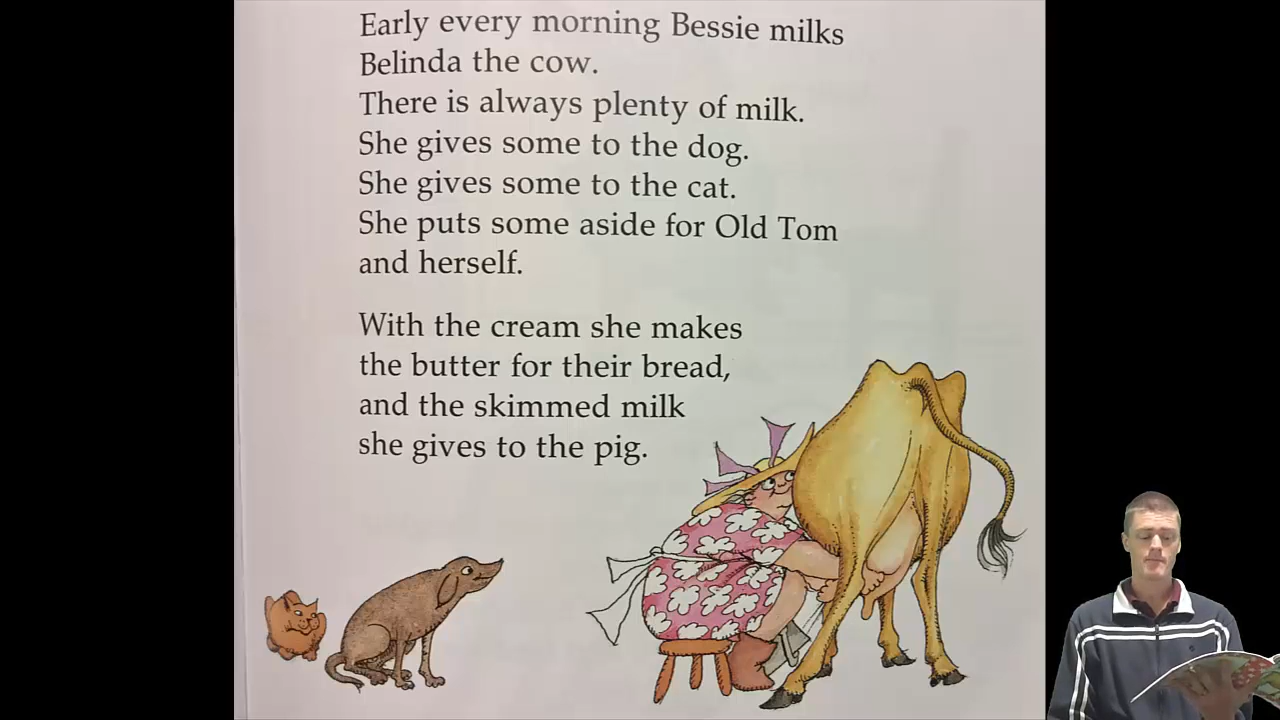 Early every morning Bessie milks
Belinda the cow.
There is always plenty of milk.
She gives some to the dog.
She gives some to the cat.
She puts some aside for Old Tom
and herself.
With the cream she makes
the butter for their bread,
and the skimmed milk
she gives to the pig.